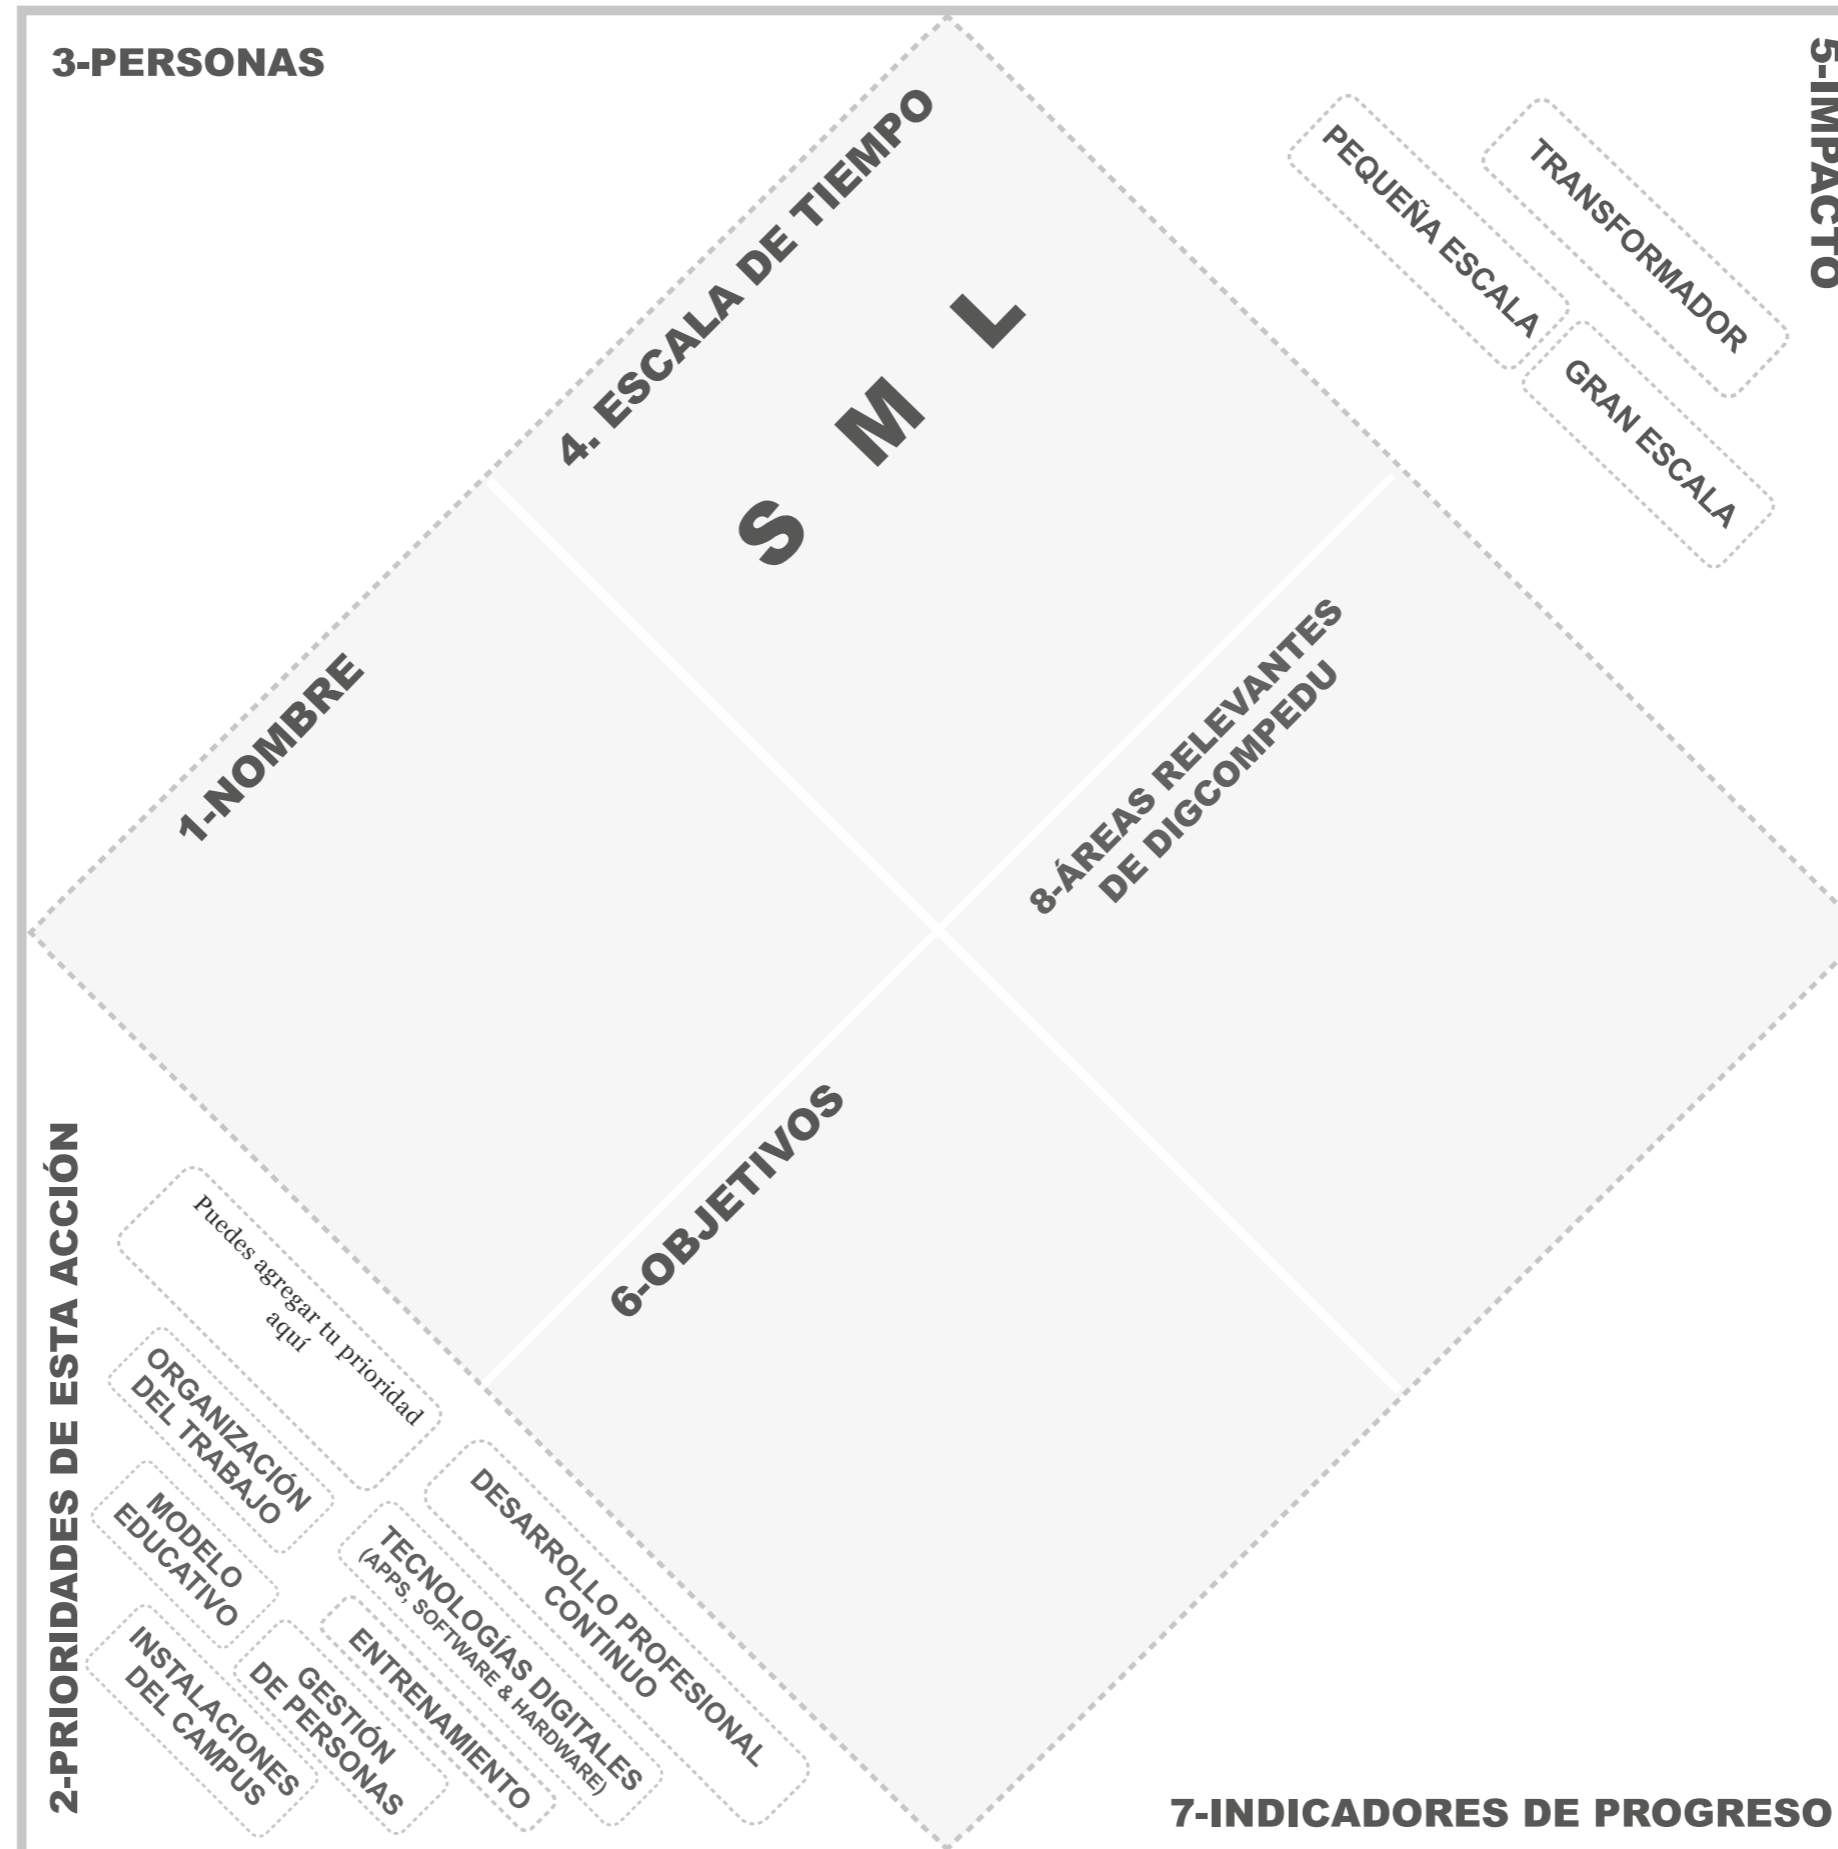 3-PERSONAS
5-IMPACTO
PEQUEÑA ESCALA
TRANSFORMADOR
GRAN ESCALA
4. ESCALA DE TIEMPO
S
M
L
1-NOMBRE
8-ÁREAS RELEVANTES
DE DIGCOMPEDU
6-OBJETIVOS
2-PRIORIDADES DE ESTA ACCIÓN
Puedes agregar tu prioridad
aquí
ORGANIZACIÓN
DEL TRABAJO
MODELO
EDUCATIVO
INSTALACIONES
DEL CAMPUS
GESTIÓN
DE PERSONAS
ENTRENAMIENTO
TECNOLOGÍAS DIGITALES
(APPS, SOFTWARE & HARDWARE)
DESARROLLO PROFESIONAL
CONTINUO
7-INDICADORES DE PROGRESO